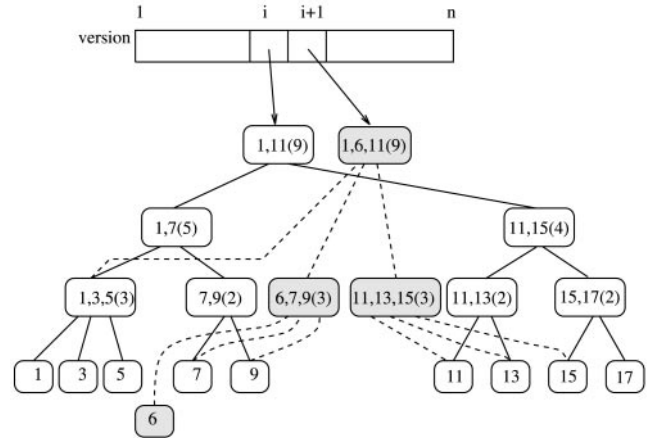 1 i i+1 n
version
1,11(9) 1,6,11(9)
1,7(5) 11,15(4)
1,3,5(3) 7,9(2) 6,7,9(3) 11,13,15(3) 11,13(2) 15,17(2)
1 3 5 7 9 11 13 15 17
6